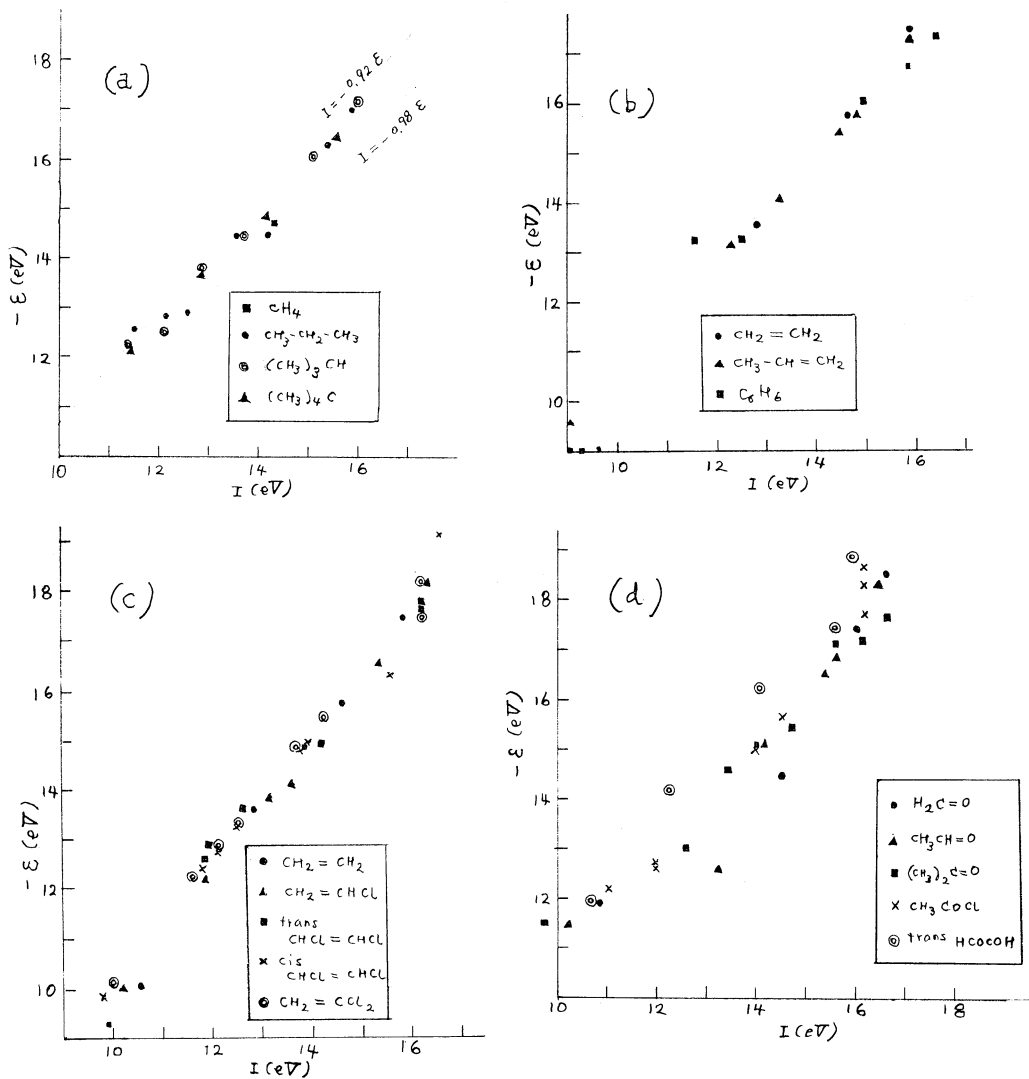 (a)
I = -0.92 ε
I = -0.98 ε
18
16
14
12
10
12
14
16
-ε (eV)
I (eV)
CH4
CH3-CH2-CH3
(CH3)3 CH
(CH3)4 C
(b)
16
14
12
10
10
12
14
16
-ε (eV)
I (eV)
CH2=CH2
CH3-CH=CH2
C6H6
(c)
18
16
14
12
10
10
12
14
16
-ε (eV)
I (eV)
CH2=CH2
CH2=CHCl
trans
CHCl=CHCl
cis
CHCl=CHCl
CH2=CCl2
(d)
18
16
14
12
10
12
14
16
18
-ε (eV)
I (eV)
H2C=O
CH3CH=O
(CH3)2C=O
CH3COCl
trans HCOCOH